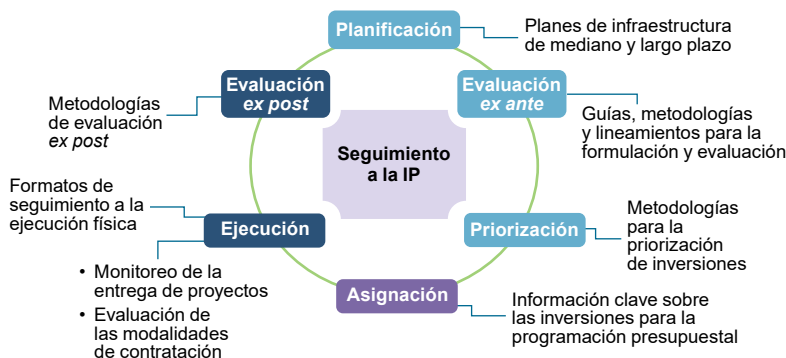 Planificación
Planes de infraestructura
de mediano y largo plazo
Evaluación
ex ante
Guías, metodologías
y lineamientos para la
formulación y evaluación
Priorización
Metodologías
para la
priorización
de inversiones
Asignación
Información clave sobre
las inversiones para la
programación presupuestal
Ejecución
Formatos de
seguimiento a la
ejecución física
• Monitoreo de la
entrega de proyectos
• Evaluación de
las modalidades
de contratación
Evaluación
ex post
Metodologías
de evaluación
ex post
Seguimiento
a la IP